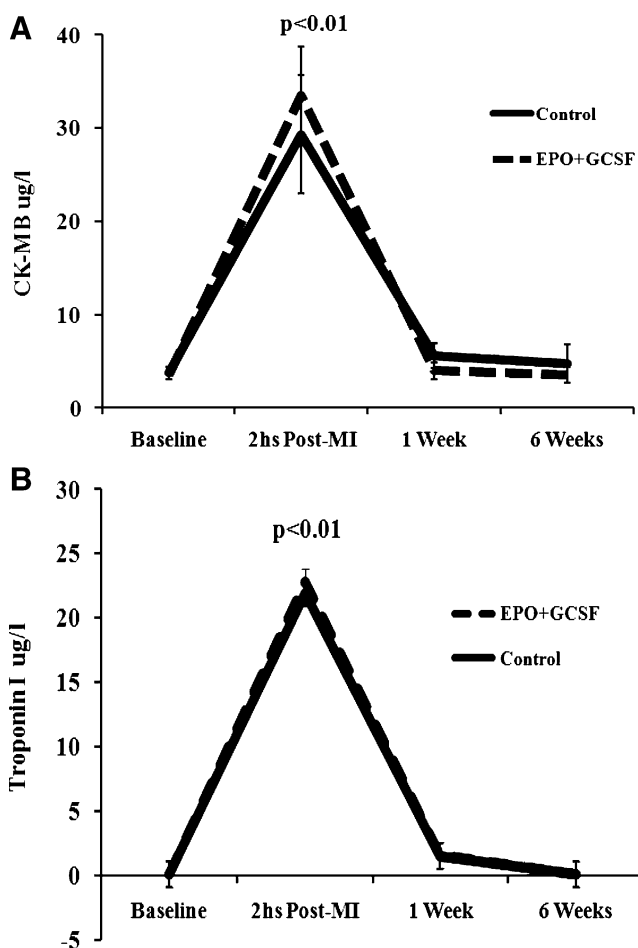 A
p<0.01
40
30
20
10
0
CK-MB ug/l
Control
EPO+GCSF
Baseline 2hs Post-MI 1 Week 6 Weeks
B
p<0.01
30
25
20
15
10
5
0
-5
Troponin I ug/l
EPO+GCSF
Control
Baseline 2hs Post-MI 1 Week 6 Weeks